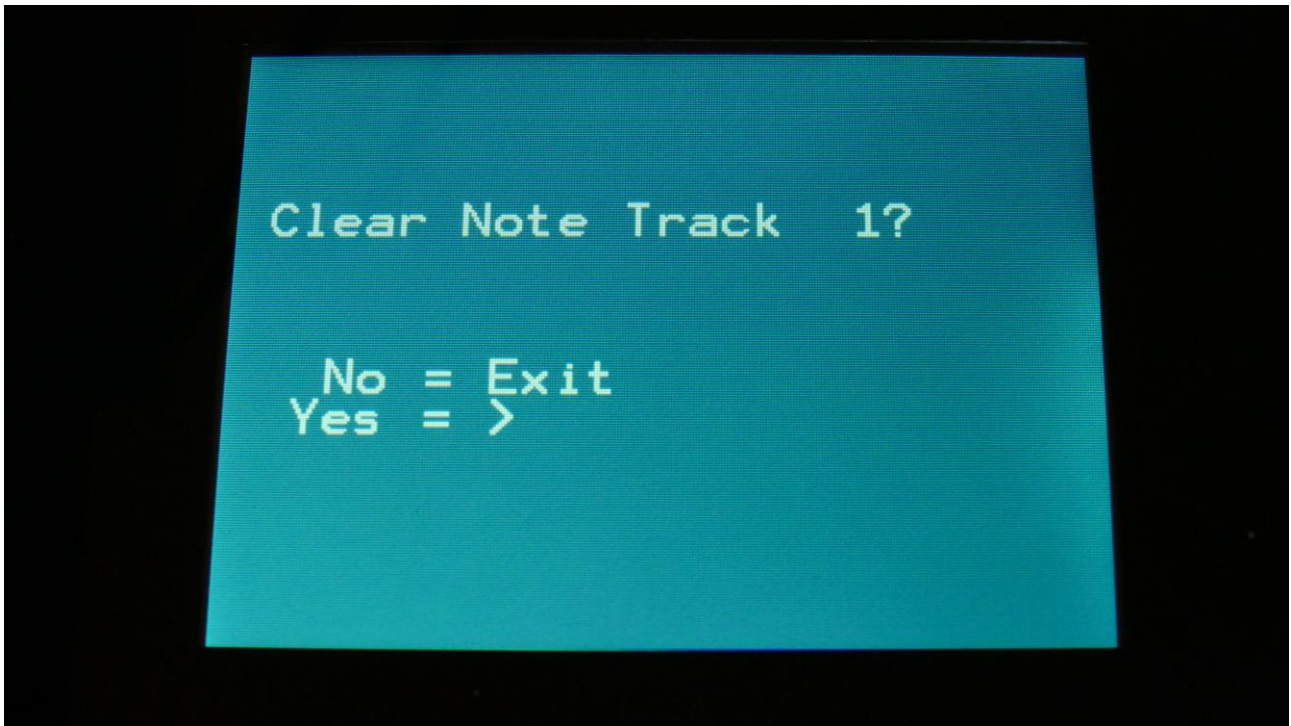 Clear Note Track  1?
No = Exit
Yes = >